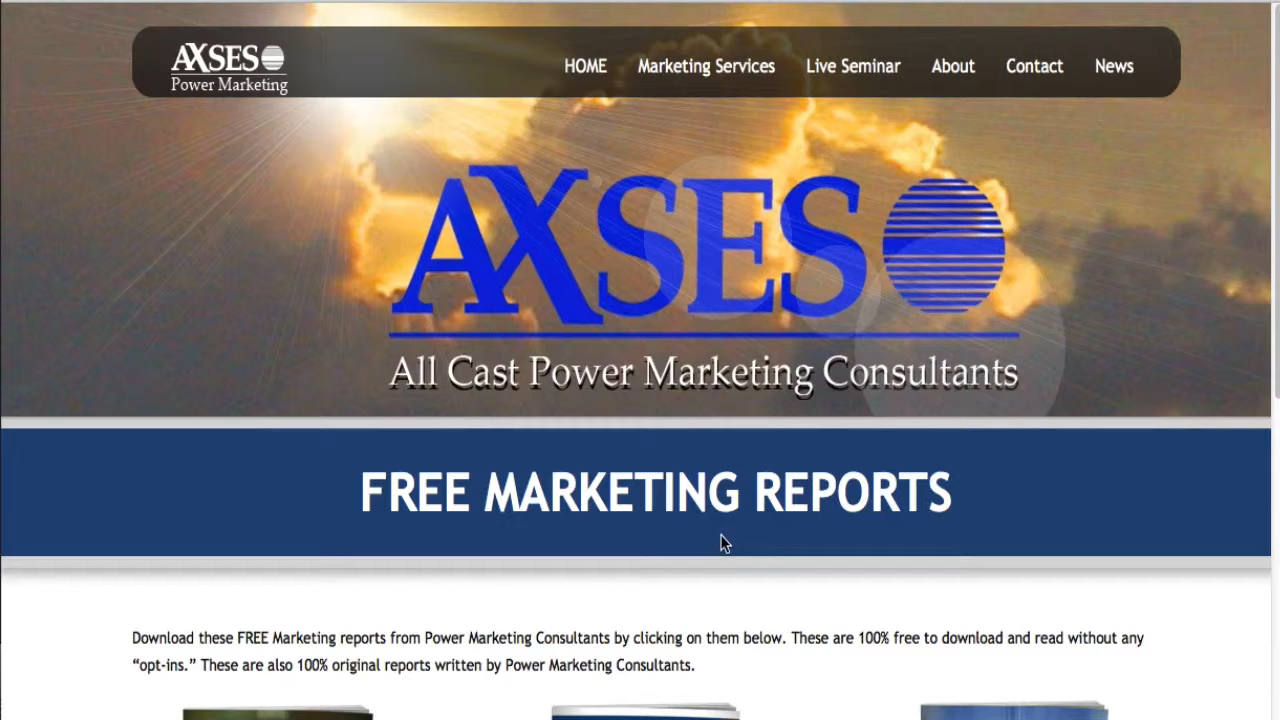 AXSES
Power Marketing
HOME Marketing Services Live Seminar About Contact News
AXSES
All Cast Power Marketing Consultants
FREE MARKETING REPORTS
Download these FREE Marketing reports from Power Marketing Consultants by clicking on them below. These are 100% free to download and read without any
“opt-ins.” These are also 100% original reports written by Power Marketing Consultants.